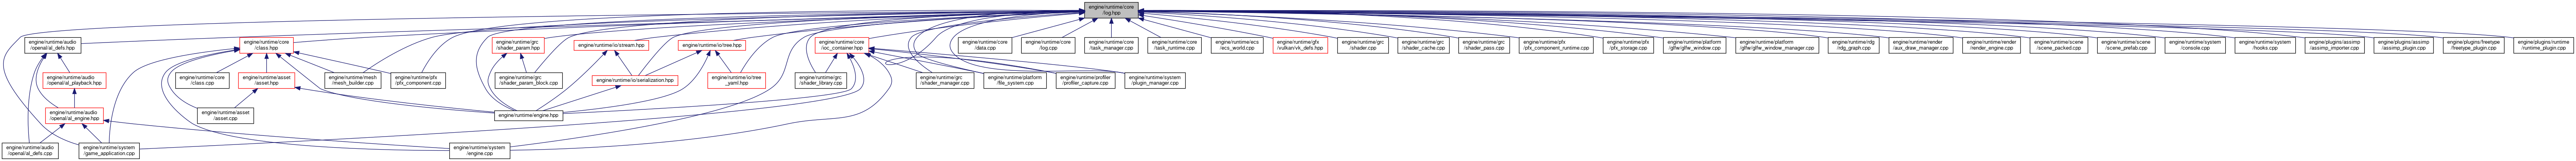 engine/runtime/core
/log.hpp
engine/runtime/audio
/openal/al_defs.hpp
engine/runtime/core
/class.hpp
engine/runtime/grc
/shader_param.hpp
engine/runtime/io/stream.hpp
engine/runtime/io/tree.hpp
engine/runtime/core
/ioc_container.hpp
engine/runtime/core
/data.cpp
engine/runtime/core
/log.cpp
engine/runtime/core
/task_manager.cpp
engine/runtime/core
/task_runtime.cpp
engine/runtime/ecs
/ecs_world.cpp
engine/runtime/gfx
/vulkan/vk_defs.hpp
engine/runtime/grc
/shader.cpp
engine/runtime/grc
/shader_cache.cpp
engine/runtime/grc
/shader_pass.cpp
engine/runtime/pfx
/pfx_component_runtime.cpp
engine/runtime/pfx
/pfx_storage.cpp
engine/runtime/platform
/glfw/glfw_window.cpp
engine/runtime/platform
/glfw/glfw_window_manager.cpp
engine/runtime/rdg
/rdg_graph.cpp
engine/runtime/render
/aux_draw_manager.cpp
engine/runtime/render
/render_engine.cpp
engine/runtime/scene
/scene_packed.cpp
engine/runtime/scene
/scene_prefab.cpp
engine/runtime/system
/console.cpp
engine/runtime/system
/hooks.cpp
engine/plugins/assimp
/assimp_importer.cpp
engine/plugins/assimp
/assimp_plugin.cpp
engine/plugins/freetype
/freetype_plugin.cpp
engine/plugins/runtime
/runtime_plugin.cpp
engine/runtime/audio
/openal/al_playback.hpp
engine/runtime/core
/class.cpp
engine/runtime/asset
/asset.hpp
engine/runtime/mesh
/mesh_builder.cpp
engine/runtime/pfx
/pfx_component.cpp
engine/runtime/grc
/shader_param_block.cpp
engine/runtime/io/serialization.hpp
engine/runtime/io/tree
_yaml.hpp
engine/runtime/grc
/shader_library.cpp
engine/runtime/grc
/shader_manager.cpp
engine/runtime/platform
/file_system.cpp
engine/runtime/profiler
/profiler_capture.cpp
engine/runtime/system
/plugin_manager.cpp
engine/runtime/audio
/openal/al_engine.hpp
engine/runtime/asset
/asset.cpp
engine/runtime/engine.hpp
engine/runtime/audio
/openal/al_defs.cpp
engine/runtime/system
/game_application.cpp
engine/runtime/system
/engine.cpp